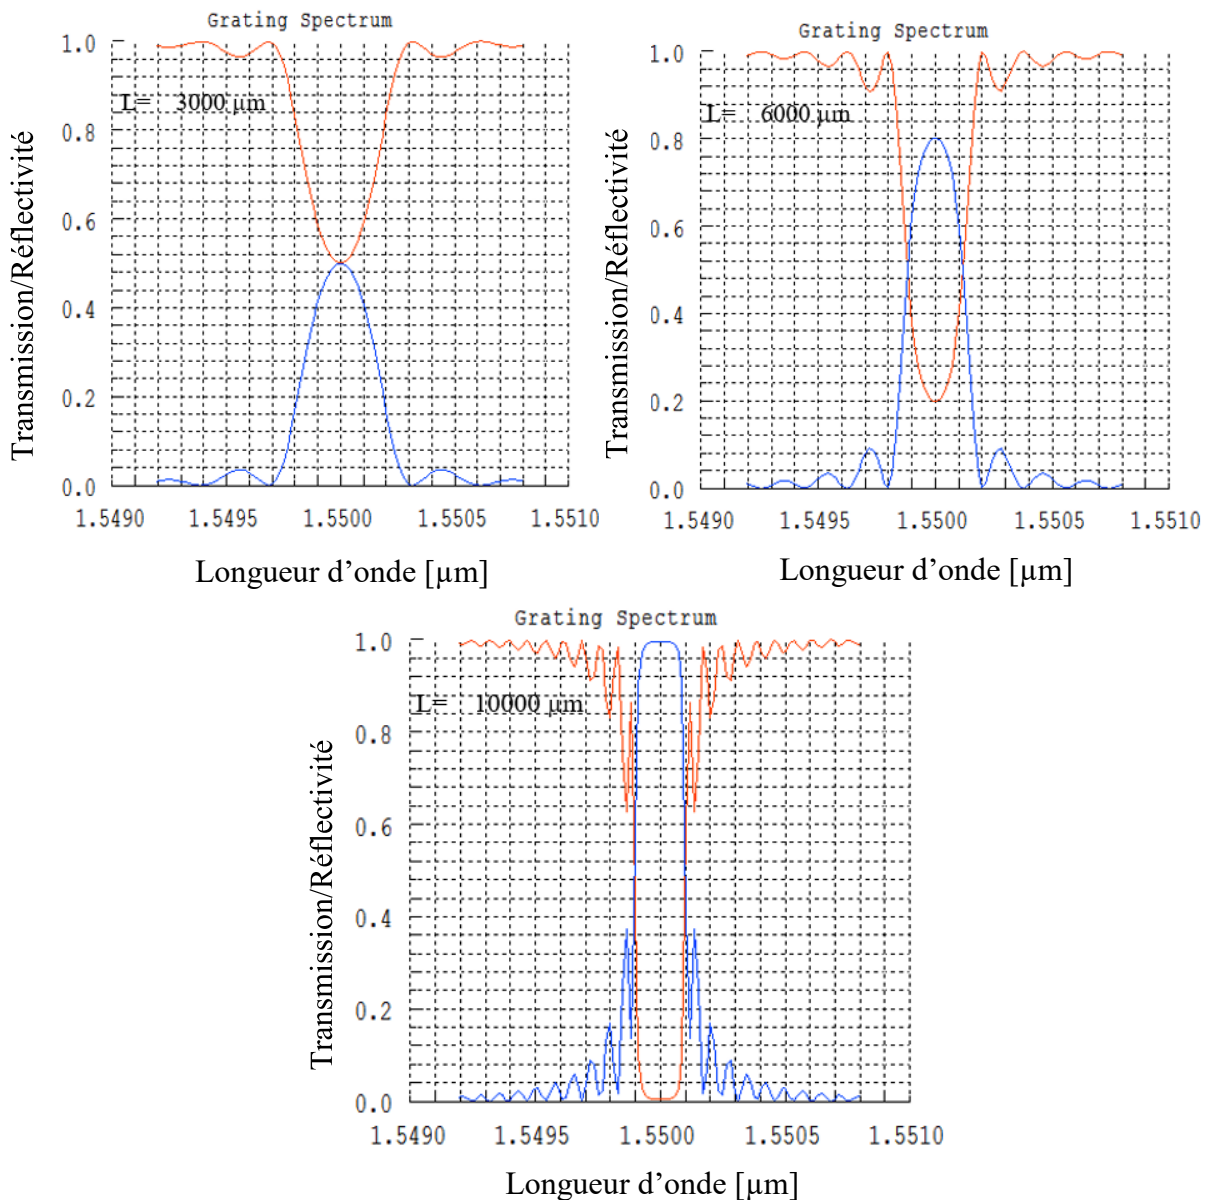 Grating Spectrum
1.0
0.8
0.6
0.4
0.2
0.0
L= 3000 µm
Transmission/Réflectivité
1.5490 1.5495 1.5500 1.5505 1.5510
Longueur d’onde [µm]
Grating Spectrum
1.0
0.8
0.6
0.4
0.2
0.0
L= 6000 µm
Transmission/Réflectivité
1.5490 1.5495 1.5500 1.5505 1.5510
Longueur d’onde [µm]
Grating Spectrum
1.0
0.8
0.6
0.4
0.2
0.0
L= 10000 µm
Transmission/Réflectivité
1.5490 1.5495 1.5500 1.5505 1.5510
Longueur d’onde [µm]